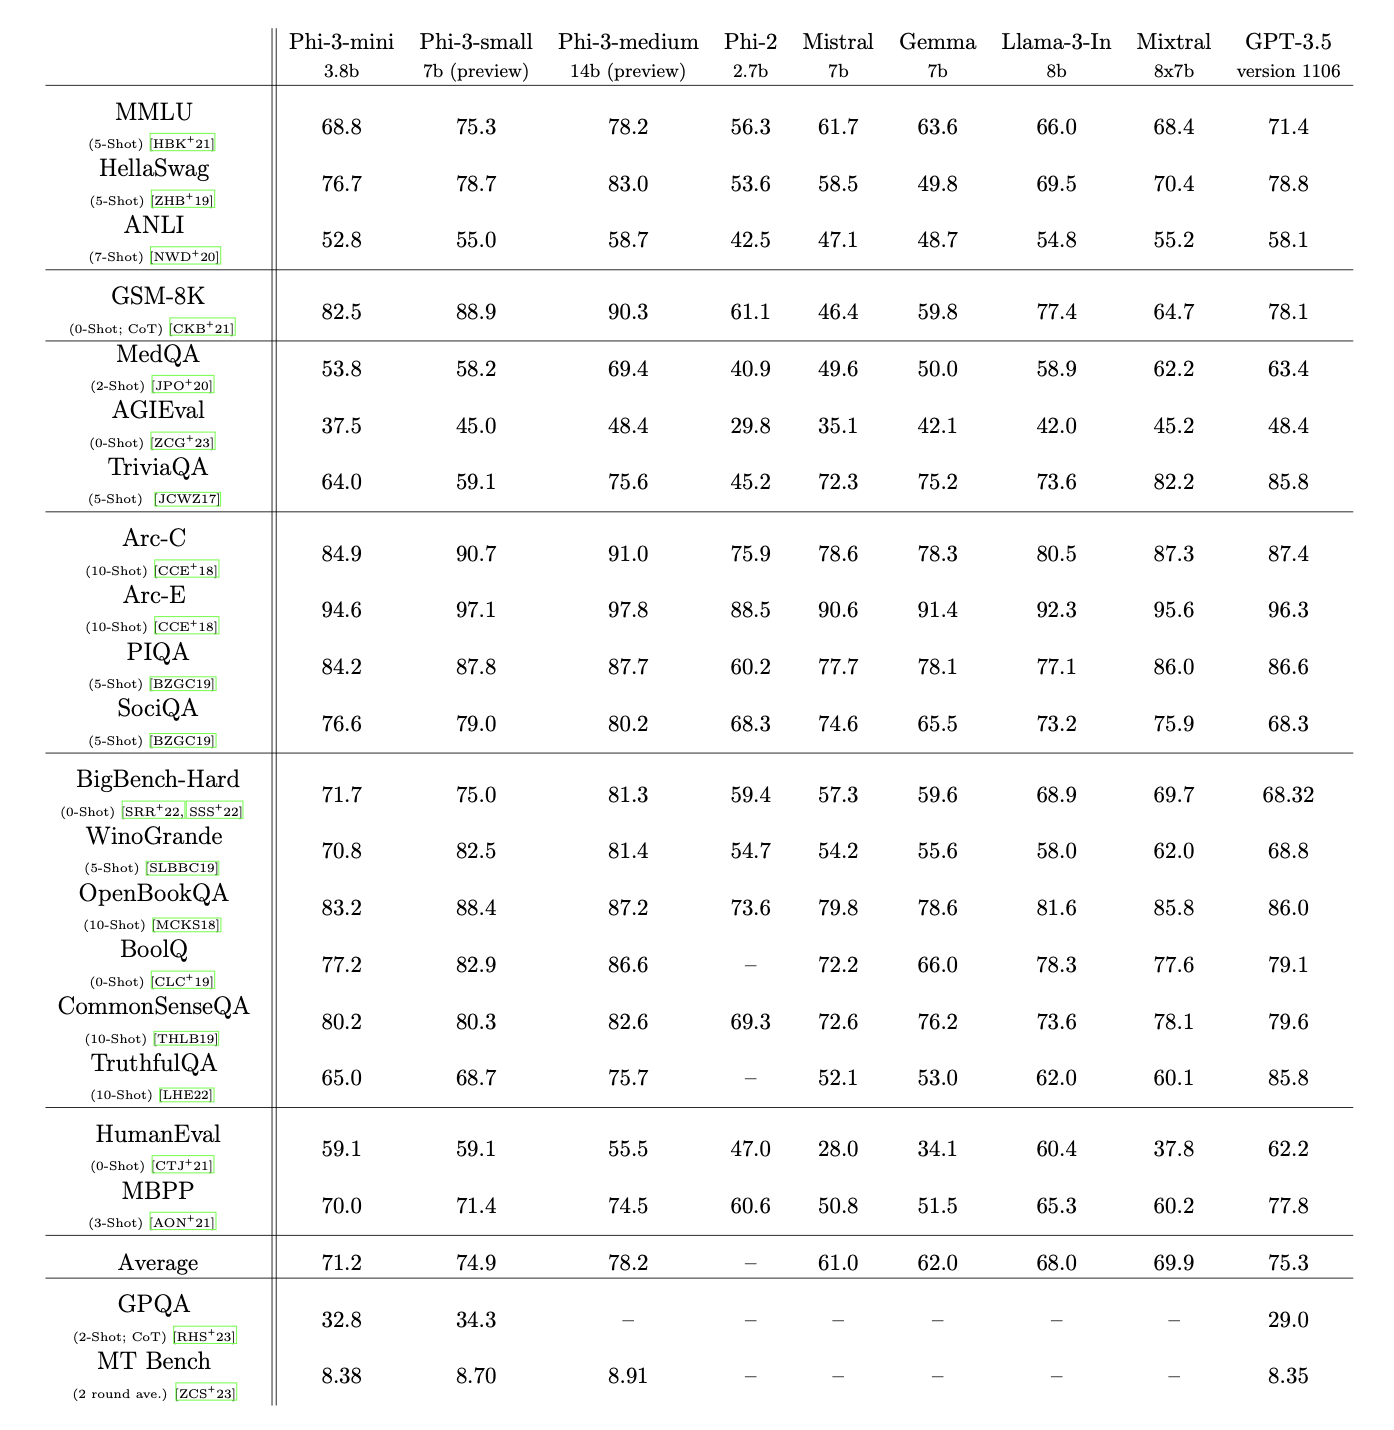 Phi-3-mini Phi-3-small Phi-3-medium Phi-2 Mistral Gemma Llama-3-In Mixtral GPT-3.5
3.8b 7b (preview) 14b (preview) 2.7b 7b 7b 8b 8x7b version 1106
MMLU
(5-Shot) [HBK+21] 68.8 75.3 78.2 56.3 61.7 63.6 66.0 68.4 71.4
HellaSwag
(5-Shot) [ZHB+19] 76.7 78.7 83.0 53.6 58.5 49.8 69.5 70.4 78.8
ANLI
(7-Shot) [NWD+20] 52.8 55.0 58.7 42.5 47.1 48.7 54.8 55.2 58.1
GSM-8K
(0-Shot; CoT) [CKB+21] 82.5 88.9 90.3 61.1 46.4 59.8 77.4 64.7 78.1
MedQA
(2-Shot) [JPO+20] 53.8 58.2 69.4 40.9 49.6 50.0 58.9 62.2 63.4
AGIEval
(0-Shot) [ZCG+23] 37.5 45.0 48.4 29.8 35.1 42.1 42.0 45.2 48.4
TriviaQA
(5-Shot) [JCWZ17] 64.0 59.1 75.6 45.2 72.3 75.2 73.6 82.2 85.8
Arc-C
(10-Shot) [CCE+18] 84.9 90.7 91.0 75.9 78.6 78.3 80.5 87.3 87.4
Arc-E
(10-Shot) [CCE+18] 94.6 97.1 97.8 88.5 90.6 91.4 92.3 95.6 96.3
PIQA
(5-Shot) [BZGC19] 84.2 87.8 87.7 60.2 77.7 78.1 77.1 86.0 86.6
SociQA
(5-Shot) [BZGC19] 76.6 79.0 80.2 68.3 74.6 65.5 73.2 75.9 68.3
BigBench-Hard
(0-Shot) [SRR+22, SSS+22] 71.7 75.0 81.3 59.4 57.3 59.6 68.9 69.7 68.32
WinoGrande
(5-Shot) [SLBBC19] 70.8 82.5 81.4 54.7 54.2 55.6 58.0 62.0 68.8
OpenBookQA
(10-Shot) [MCKS18] 83.2 88.4 87.2 73.6 79.8 78.6 81.6 85.8 86.0
BoolQ
(0-Shot) [CLC+19] 77.2 82.9 86.6 – 72.2 66.0 78.3 77.6 79.1
CommonSenseQA
(10-Shot) [THLB19] 80.2 80.3 82.6 69.3 72.6 76.2 73.6 78.1 79.6
TruthfulQA
(10-Shot) [LHE22] 65.0 68.7 75.7 – 52.1 53.0 62.0 60.1 85.8
HumanEval
(0-Shot) [CTJ+21] 59.1 59.1 55.5 47.0 28.0 34.1 60.4 37.8 62.2
MBPP
(3-Shot) [AON+21] 70.0 71.4 74.5 60.6 50.8 51.5 65.3 60.2 77.8
Average 71.2 74.9 78.2 – 61.0 62.0 68.0 69.9 75.3
GPQA
(2-Shot; CoT) [RHS+23] 32.8 34.3 – – – – – – 29.0
MT Bench
(2 round ave.) [ZCS+23] 8.38 8.70 8.91 – – – – – 8.35